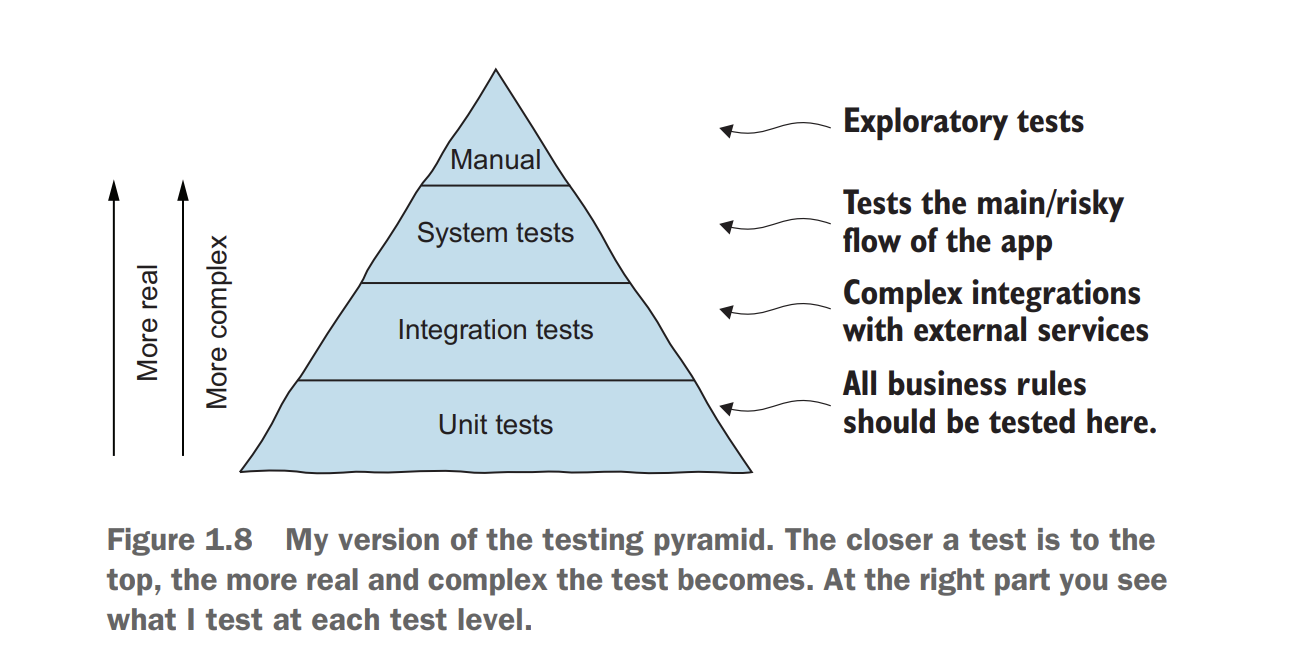 Exploratory tests
Manual
Tests the main/risky
flow of the app
System tests
More real
More complex
Complex integrations
with external services
Integration tests
All business rules
should be tested here.
Unit tests
Figure 1.8 My version of the testing pyramid. The closer a test is to the
top, the more real and complex the test becomes. At the right part you see
what I test at each test level.